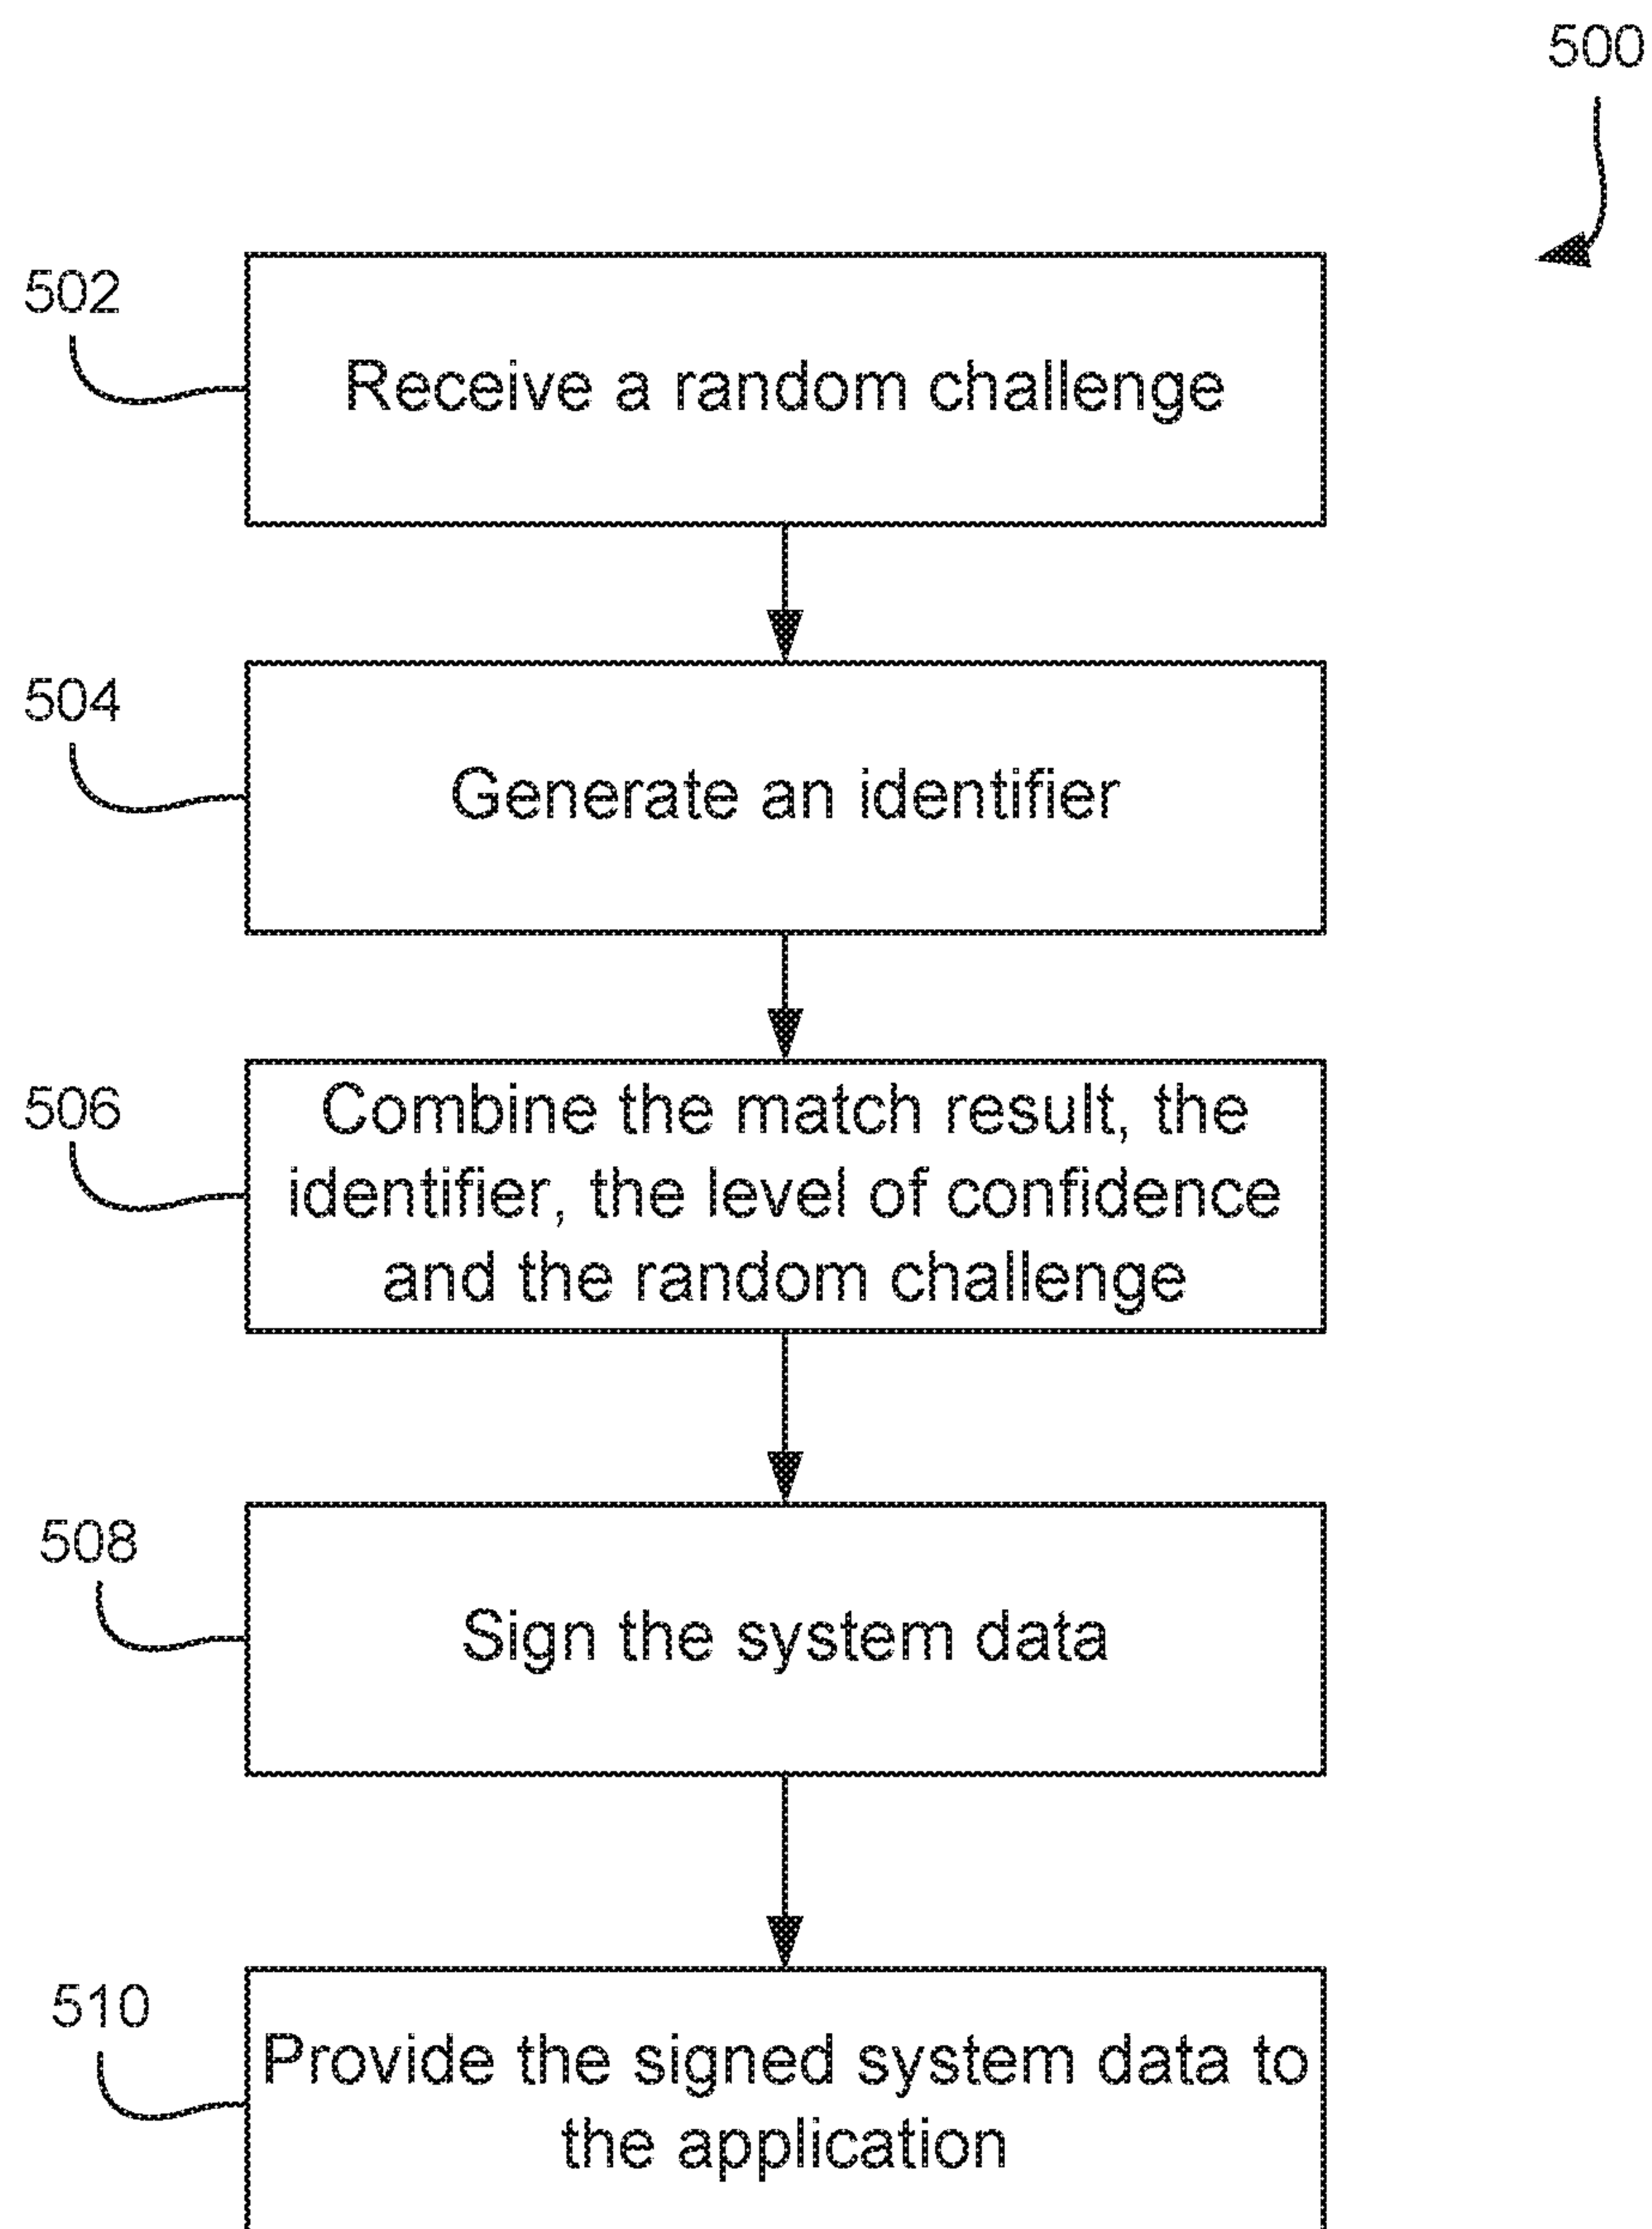 500
502
Receive a random challenge
504
Generate an identifier
506
Combine the match result, the
identifier, the level of confidence
and the random challenge
508
Sign the system data
510
Provide the signed system data to
the application